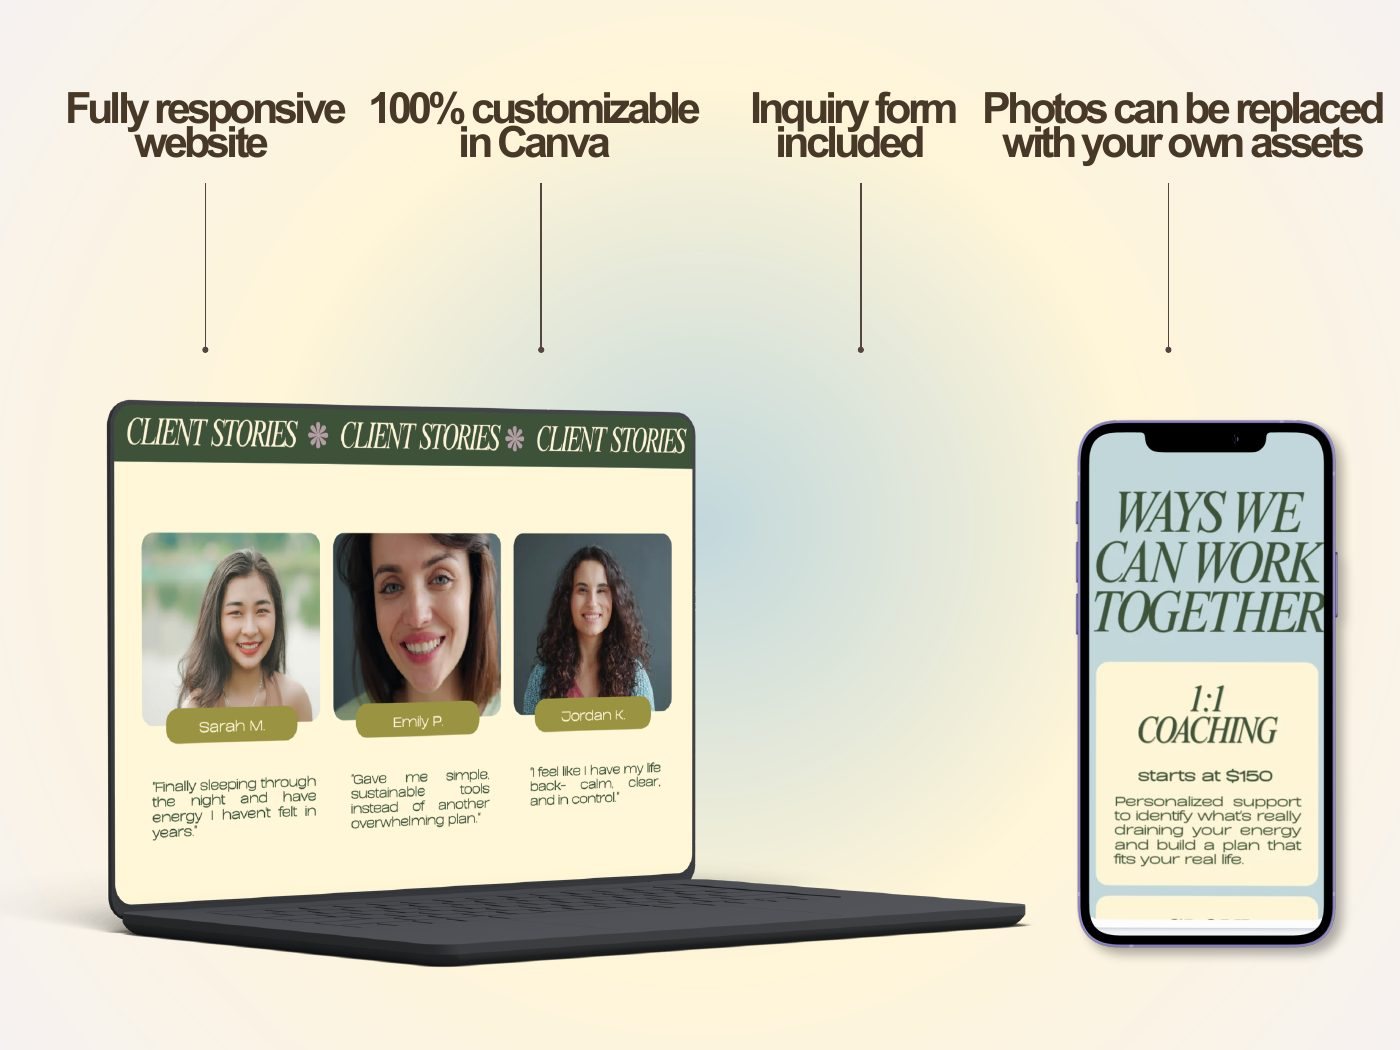 Fully responsive
website
100% customizable
in Canva
Inquiry form
included
Photos can be replaced
with your own assets
CLIENT STORIES CLIENT STORIES CLIENT STORIES
Sarah M.
"Finally sleeping through
the night and have
energy I haven't felt in
years."
Emily P.
"Gave me simple,
sustainable tools
instead of another
overwhelming plan."
Jordan K.
"I feel like I have my life
back- calm, clear,
and in control."
WAYS WE
CAN WORK
TOGETHER
1:1
COACHING
starts at $150
Personalized support
to identify what's really
draining your energy
and build a plan that
fits your real life.